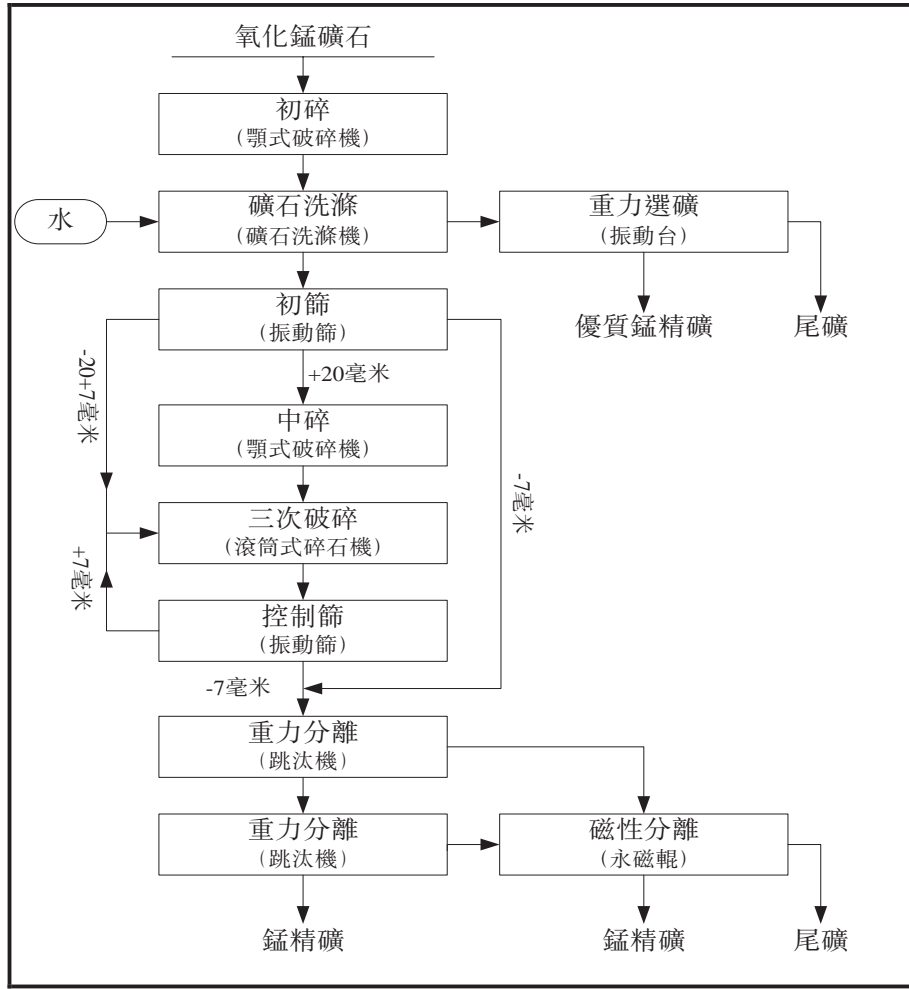 氧化錳礦石
初碎
(顎式破碎機)
水
礦石洗滌
(礦石洗滌機)
重力選礦
(振動台)
初篩
(振動篩)
優質錳精礦
尾礦
-20+7毫米
+20毫米
中碎
(顎式破碎機)
-7毫米
三次破碎
(滾筒式碎石機)
+7毫米
控制篩
(振動篩)
-7毫米
重力分離
(跳汰機)
重力分離
(跳汰機)
磁性分離
(永磁輥)
錳精礦
錳精礦
尾礦